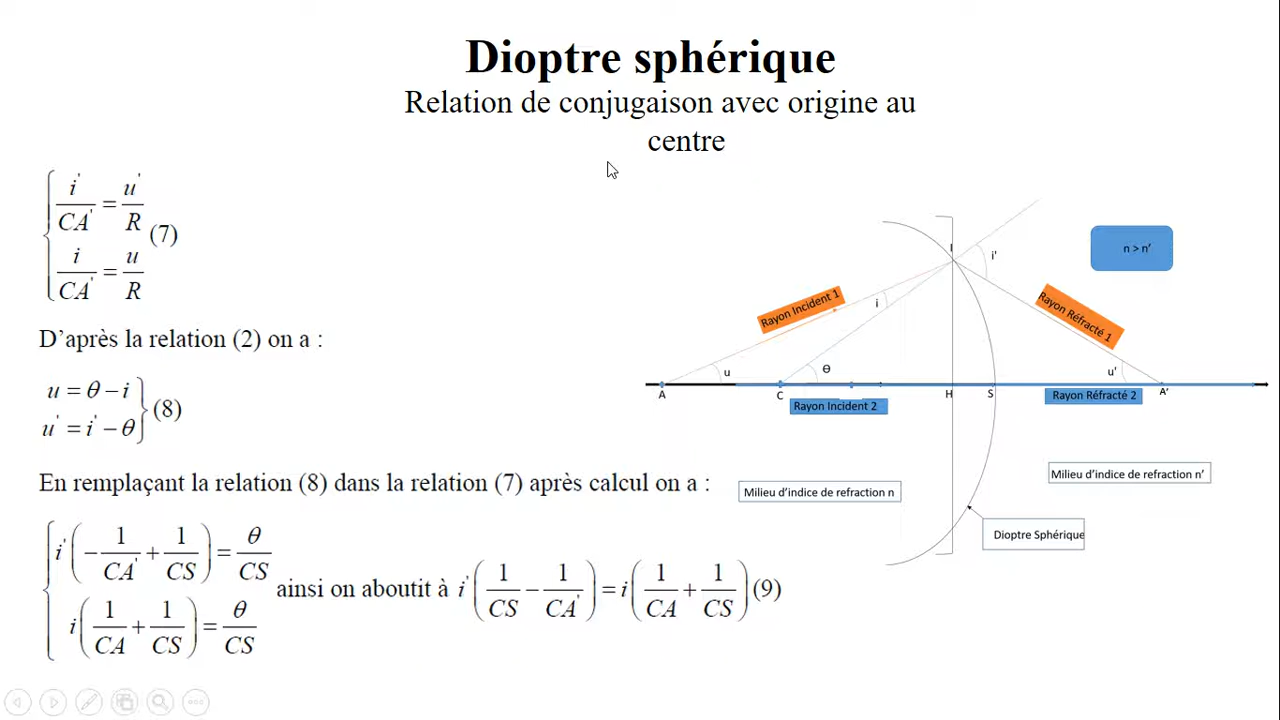 Dioptre sphérique
Relation de conjugaison avec origine au
centre
i' / CA' = u' / R
i / CA' = u / R
(7)
D'après la relation (2) on a :
u = θ – i
u' = i' – θ
(8)
En remplaçant la relation (8) dans la relation (7) après calcul on a :
i' ( – 1 / CA' + 1 / CS ) = θ / CS
i ( 1 / CA + 1 / CS ) = θ / CS
ainsi on aboutit à i' ( 1 / CS – 1 / CA' ) = i ( 1 / CA + 1 / CS ) (9)
n > n'
I
i'
Rayon Incident 1
i
Rayon Réfracté 1
u
θ
u'
A
C
H
S
A'
Rayon Incident 2
Rayon Réfracté 2
Milieu d'indice de refraction n'
Milieu d'indice de refraction n
Dioptre Sphérique